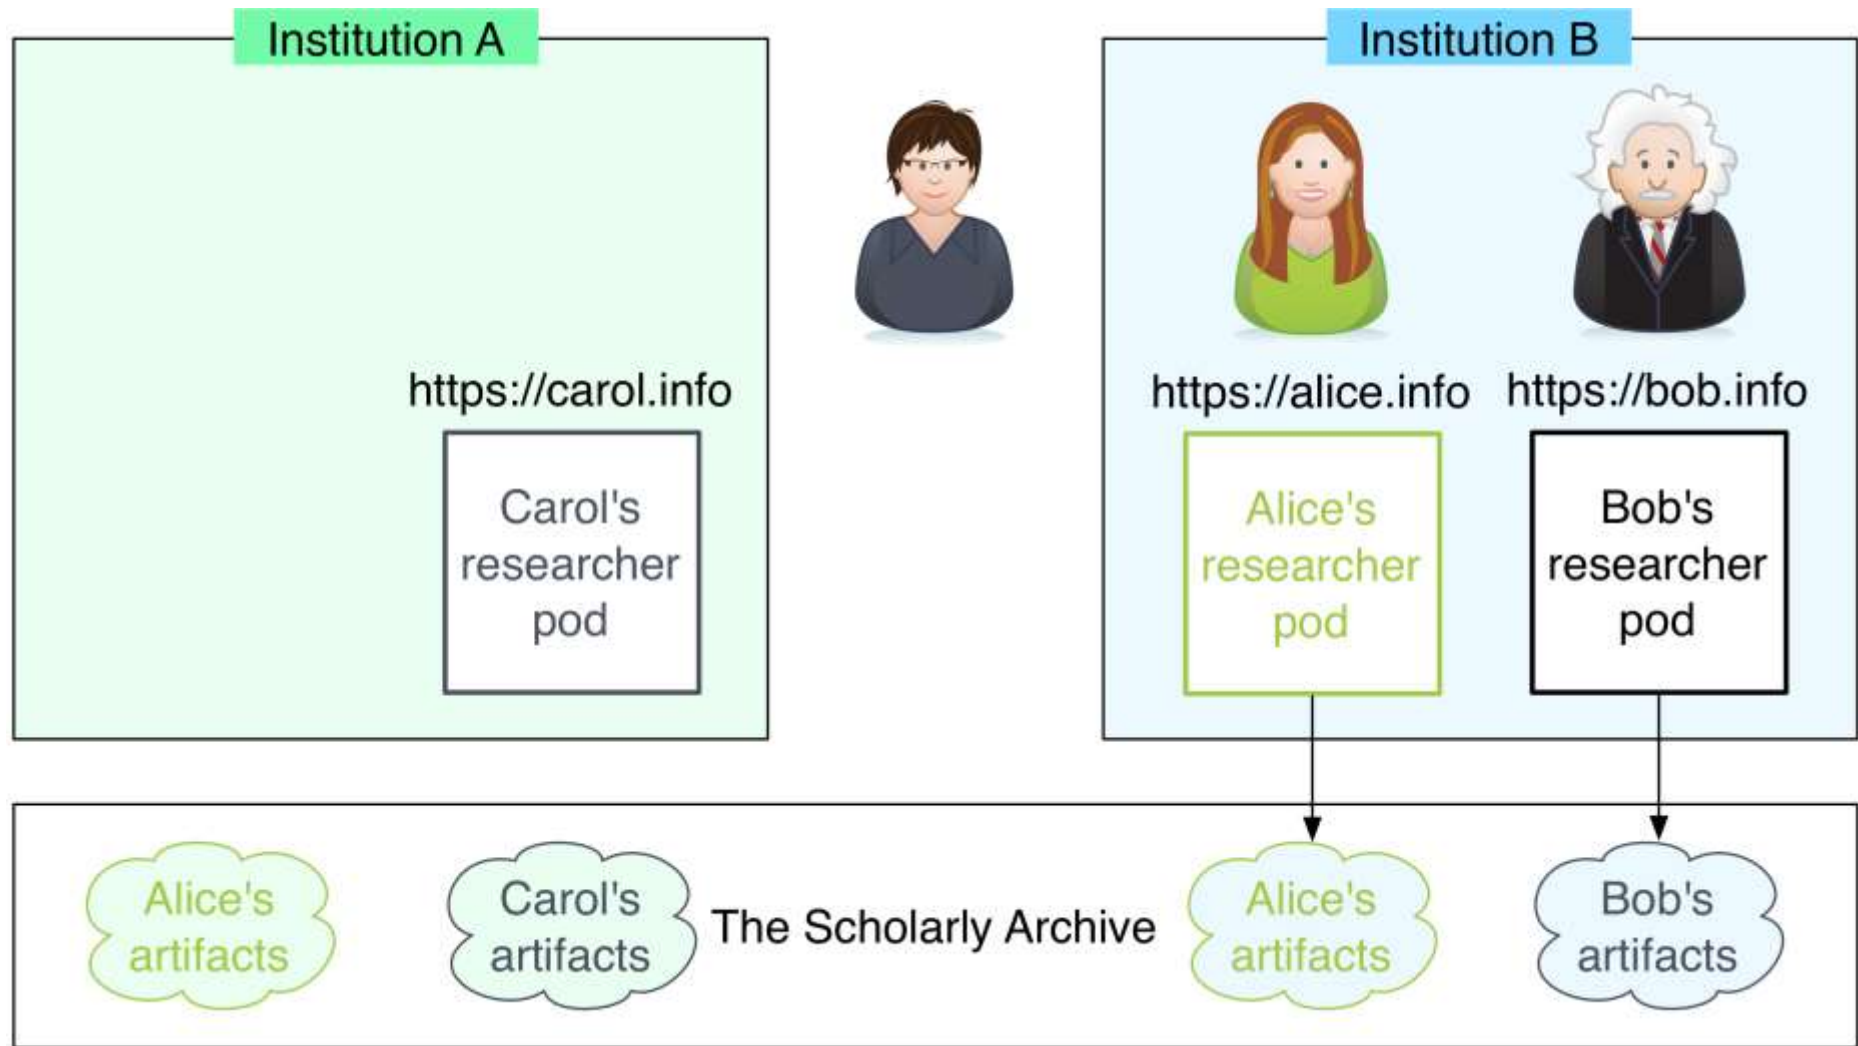 Institution A
Institution B
https://carol.info
https://alice.info
https://bob.info
Carol's
researcher
pod
Alice's
researcher
pod
Bob's
researcher
pod
Alice's
artifacts
Carol's
artifacts
The Scholarly Archive
Alice's
artifacts
Bob's
artifacts